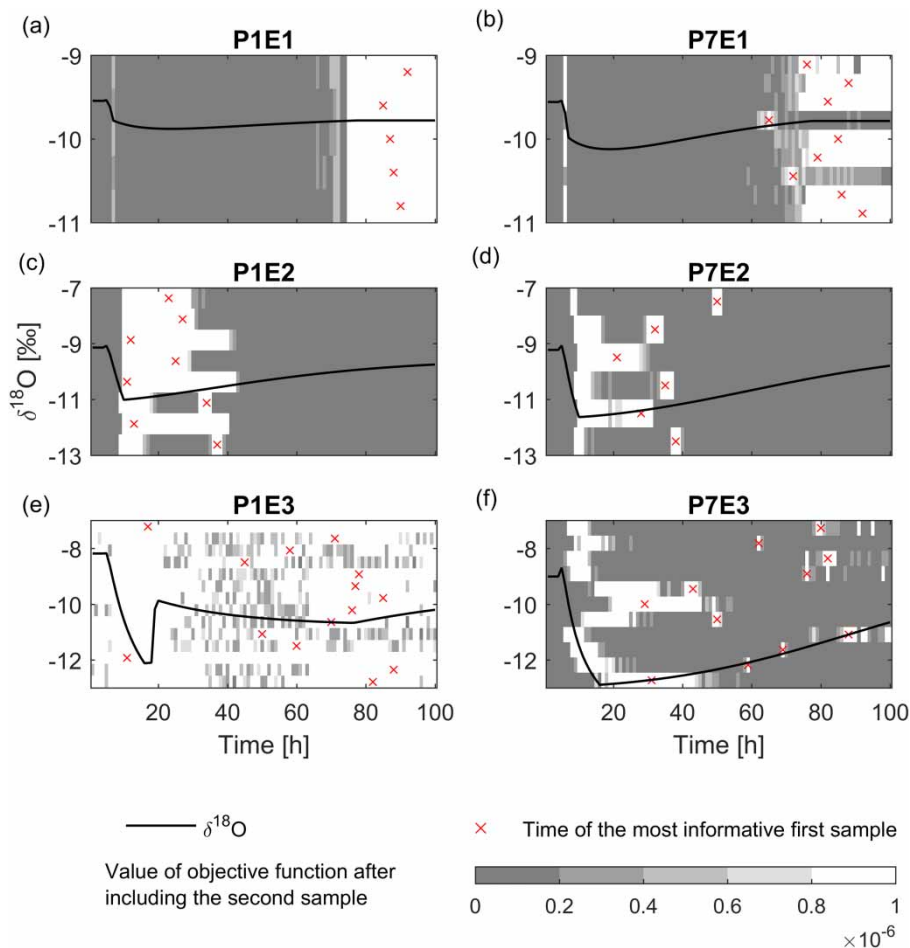 (a)
P1E1
(b)
P7E1
-9
-10
-11
-9
-10
-11
(c)
P1E2
(d)
P7E2
-7
-9
-11
-13
-7
-9
-11
-13
δ18O [‰]
(e)
P1E3
(f)
P7E3
-8
-10
-12
-8
-10
-12
20 40 60 80 100
20 40 60 80 100
Time [h]
Time [h]
δ18O
Time of the most informative first sample
Value of objective function after
including the second sample
0 0.2 0.4 0.6 0.8 1
×10-6